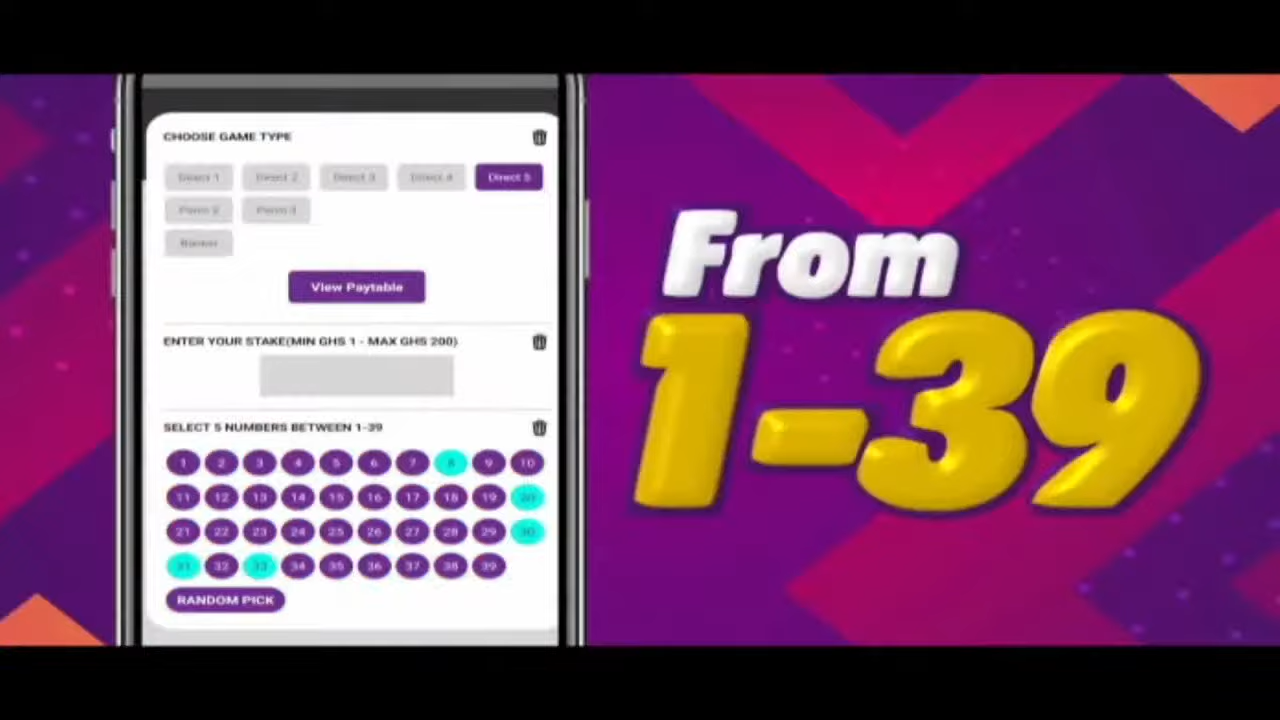 CHOOSE GAME TYPE
Direct 1 Direct 2 Direct 3 Direct 4 Direct 5
Perm 2 Perm 3
Banker
View Paytable
ENTER YOUR STAKE(MIN GHS 1 - MAX GHS 200)
SELECT 5 NUMBERS BETWEEN 1-39
1 2 3 4 5 6 7 8 9 10
11 12 13 14 15 16 17 18 19 20
21 22 23 24 25 26 27 28 29 30
31 32 33 34 35 36 37 38 39
RANDOM PICK
From
1-39